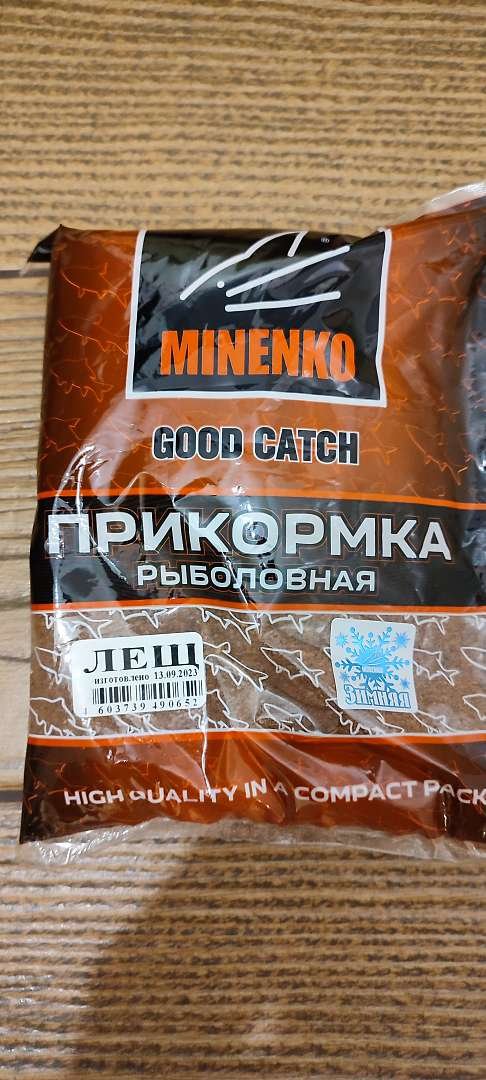 ®
MINENKO
GOOD CATCH
ПРИКОРМКА
РЫБОЛОВНАЯ
ЛЕЩ
изготовлено 13.09.2023
1 603739 490652
MINENKO
ЗИМНЯЯ
HIGH QUALITY IN A COMPACT PACK